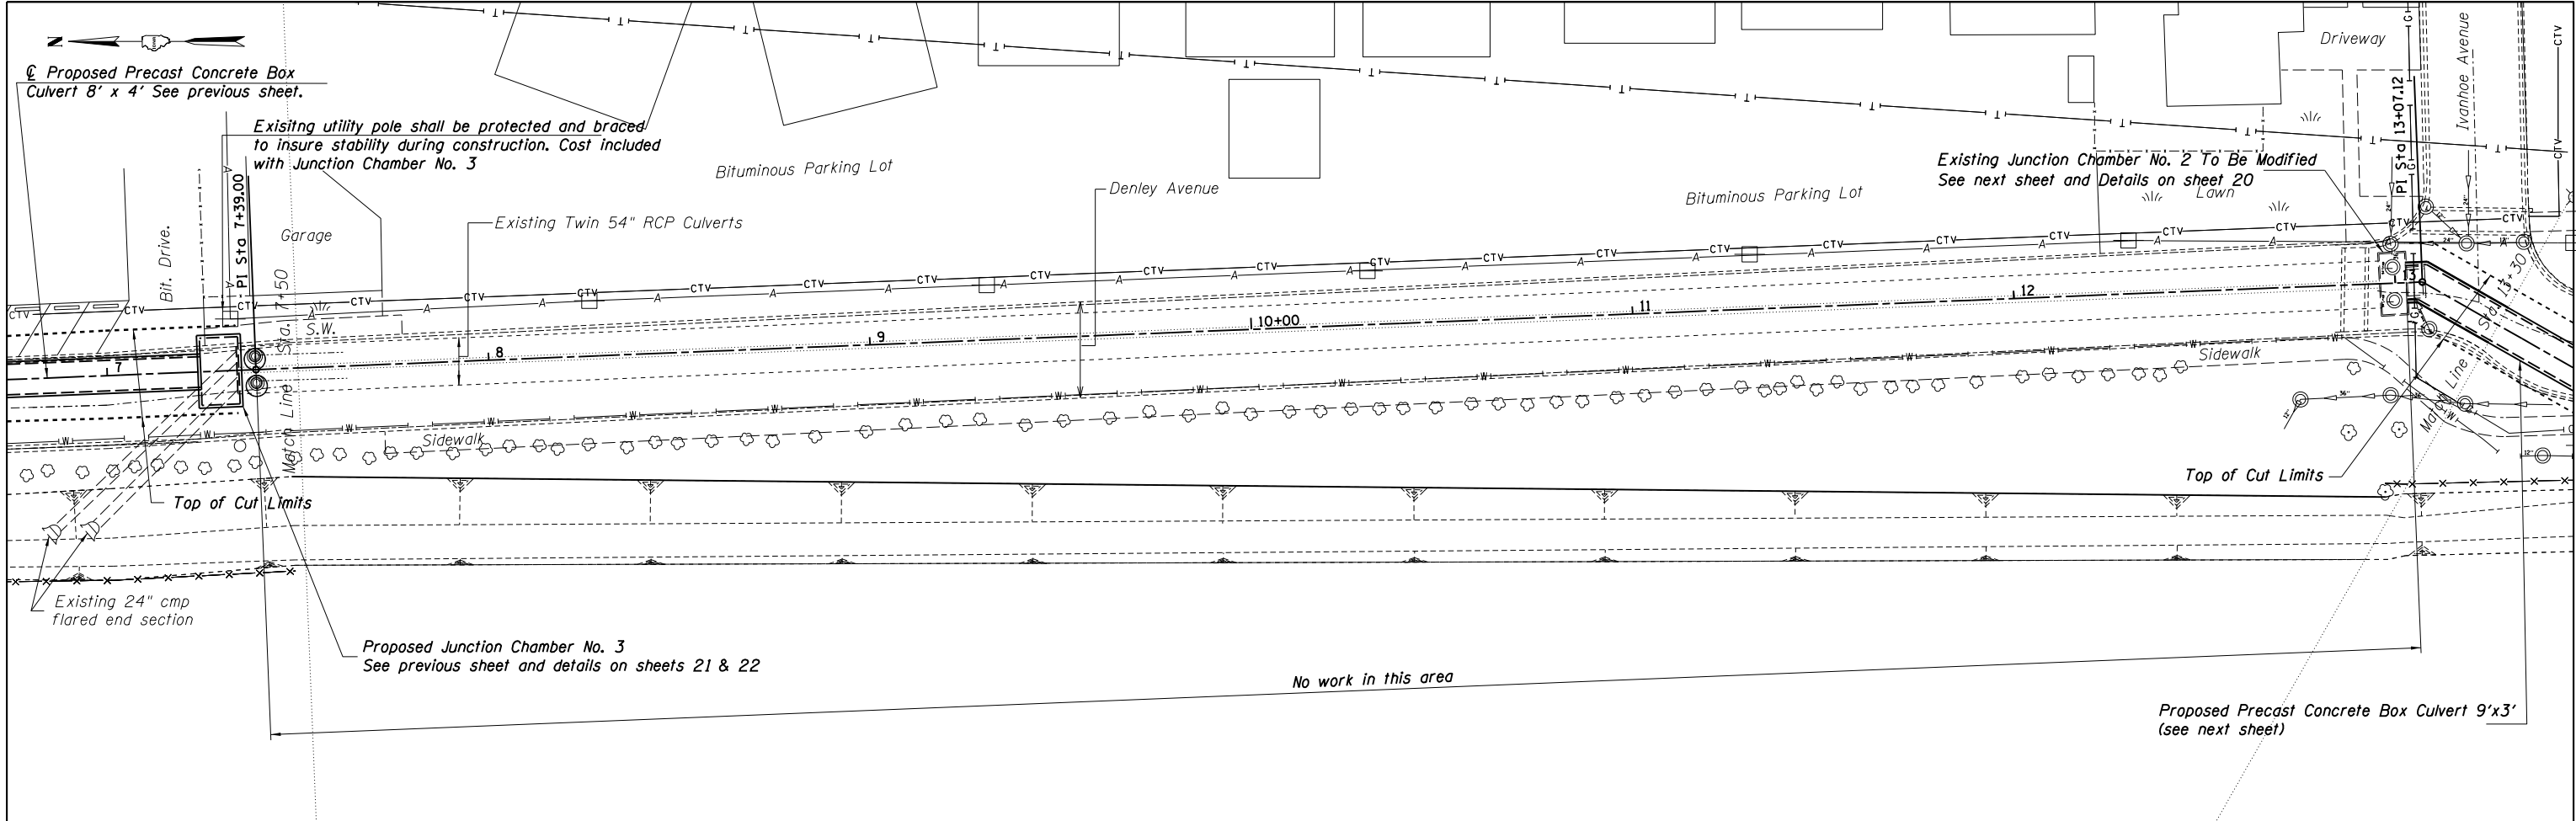 N
℄ Proposed Precast Concrete Box
Culvert 8' x 4' See previous sheet.
Exisitng utility pole shall be protected and braced
to insure stability during construction. Cost included
with Junction Chamber No. 3
Bit. Drive.
PI Sta 7+39.00
Garage
Existing Twin 54" RCP Culverts
Bituminous Parking Lot
Denley Avenue
Bituminous Parking Lot
Existing Junction Chamber No. 2 To Be Modified
See next sheet and Details on sheet 20
Lawn
Driveway
PI Sta 13+07.12
Ivanhoe Avenue
S.W.
Match Line Sta. 7+50
7
8
9
10+00
11
12
13
Match Line Sta. 13+30
Sidewalk
Sidewalk
Top of Cut Limits
Top of Cut Limits
Existing 24" cmp
flared end section
Proposed Junction Chamber No. 3
See previous sheet and details on sheets 21 & 22
No work in this area
Proposed Precast Concrete Box Culvert 9'x3'
(see next sheet)